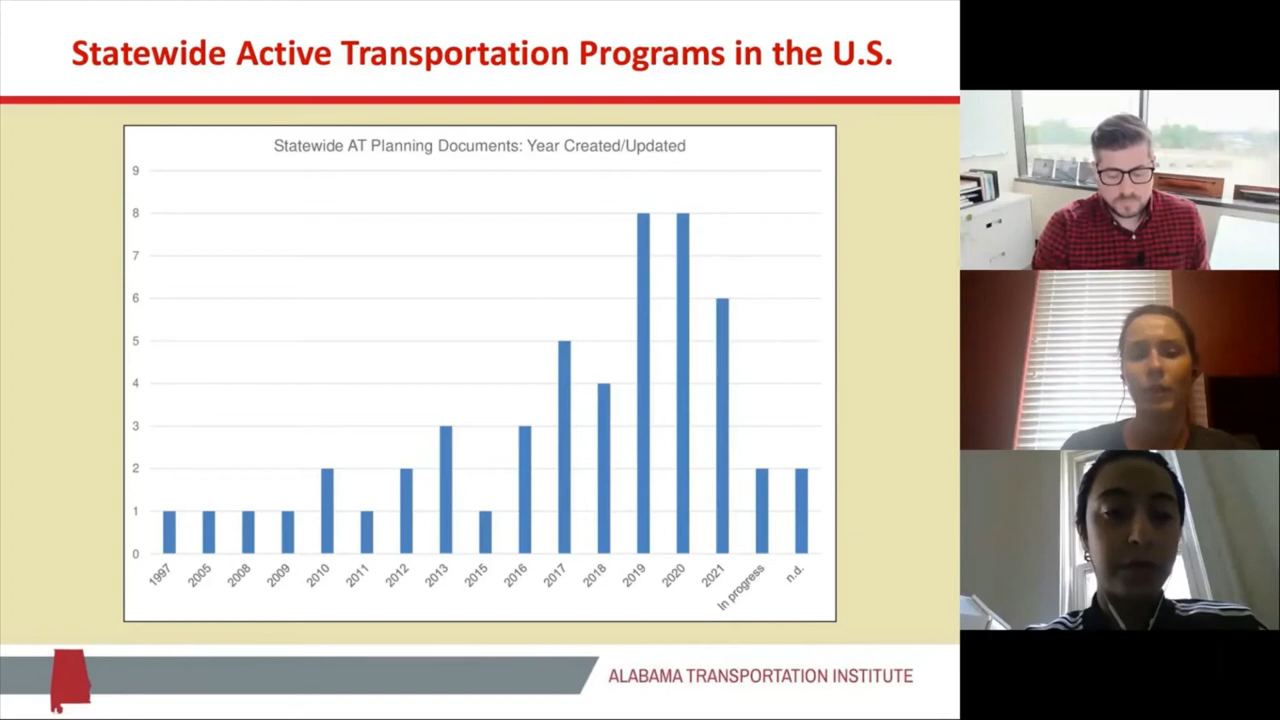 Statewide Active Transportation Programs in the U.S.
Statewide AT Planning Documents: Year Created/Updated
9
8
7
6
5
4
3
2
1
0
1997 2005 2008 2009 2010 2011 2012 2013 2015 2016 2017 2018 2019 2020 2021 In progress n.d.
ALABAMA TRANSPORTATION INSTITUTE